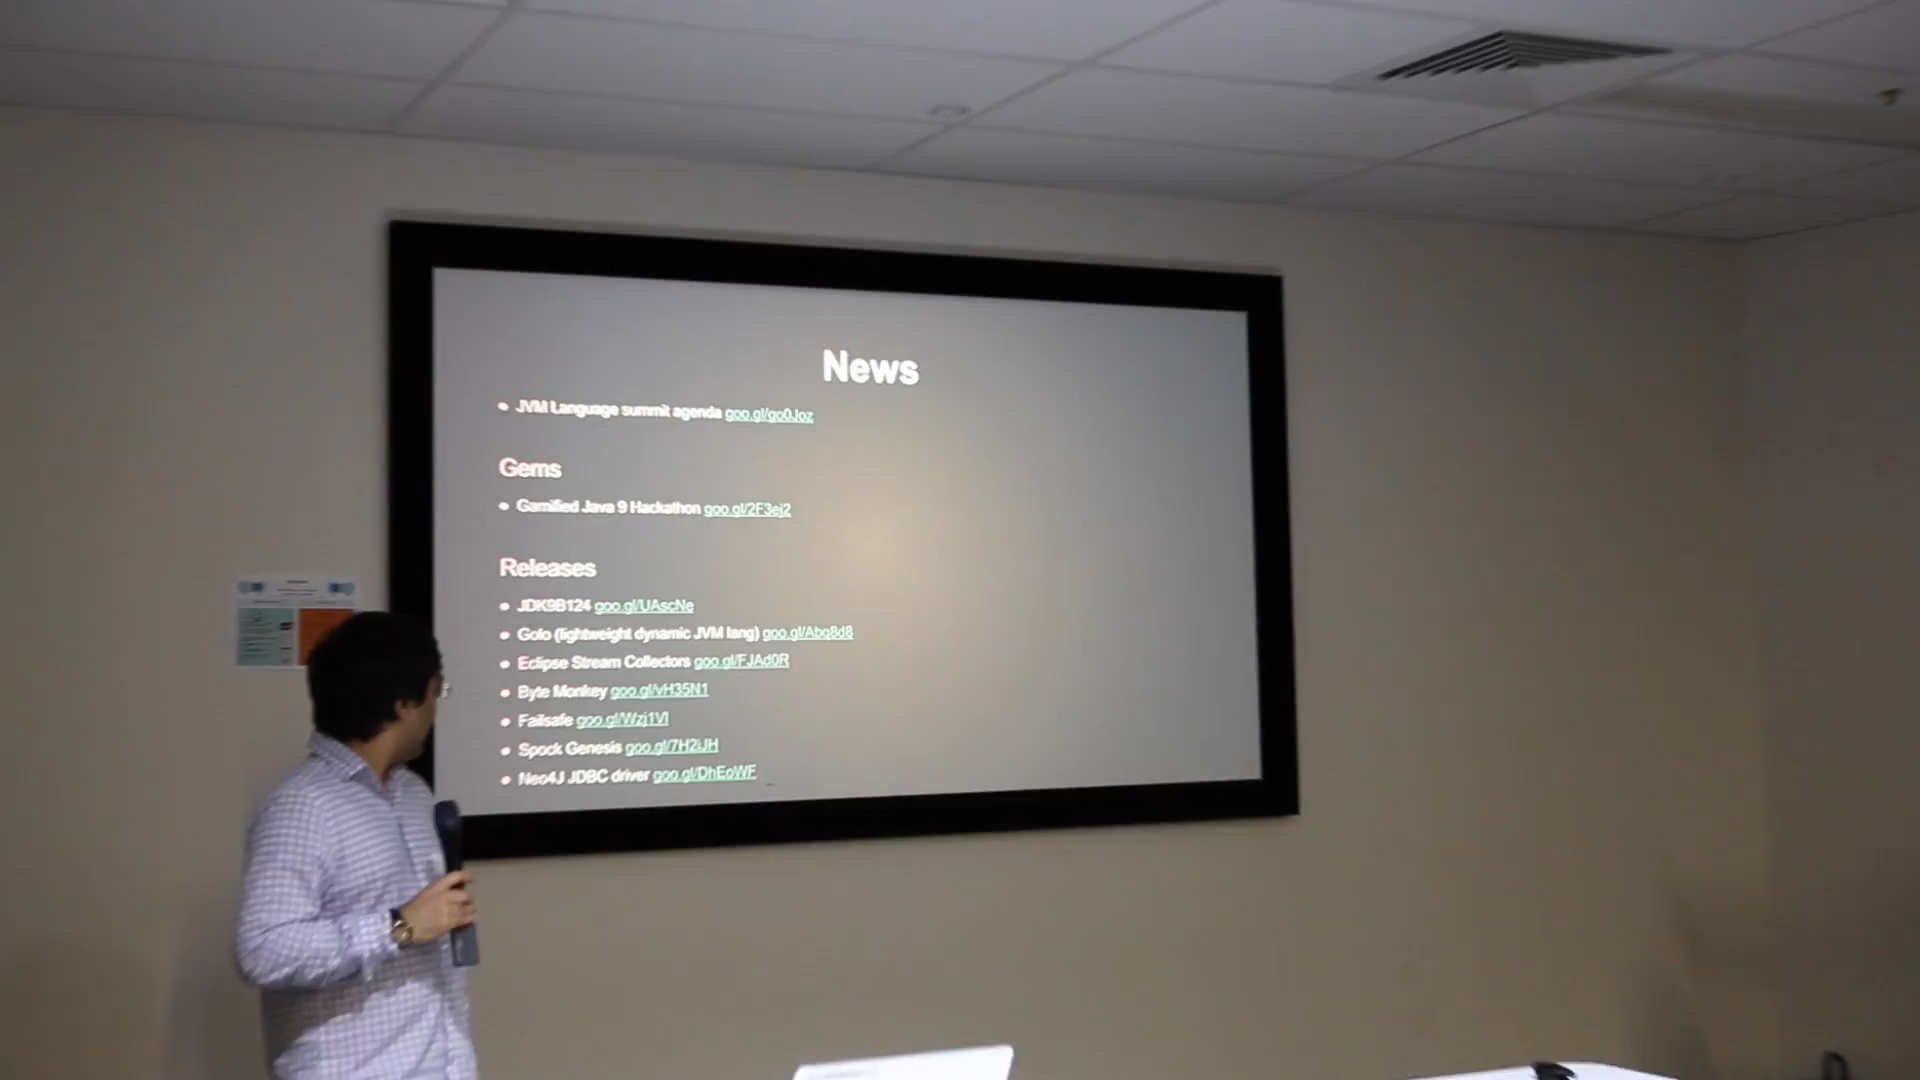 News
• JVM Language summit agenda goo.gl/go0Joz
Gems
• Gamified Java 9 Hackathon goo.gl/2F3ej2
Releases
• JDK9B124 goo.gl/UAscNe
• Golo (lightweight dynamic JVM lang) goo.gl/Abq8d8
• Eclipse Stream Collectors goo.gl/FJAd0R
• Byte Monkey goo.gl/vH35N1
• Failsafe goo.gl/Wzj1Vl
• Spock Genesis goo.gl/7H2iJH
• Neo4J JDBC driver goo.gl/DhEoWF